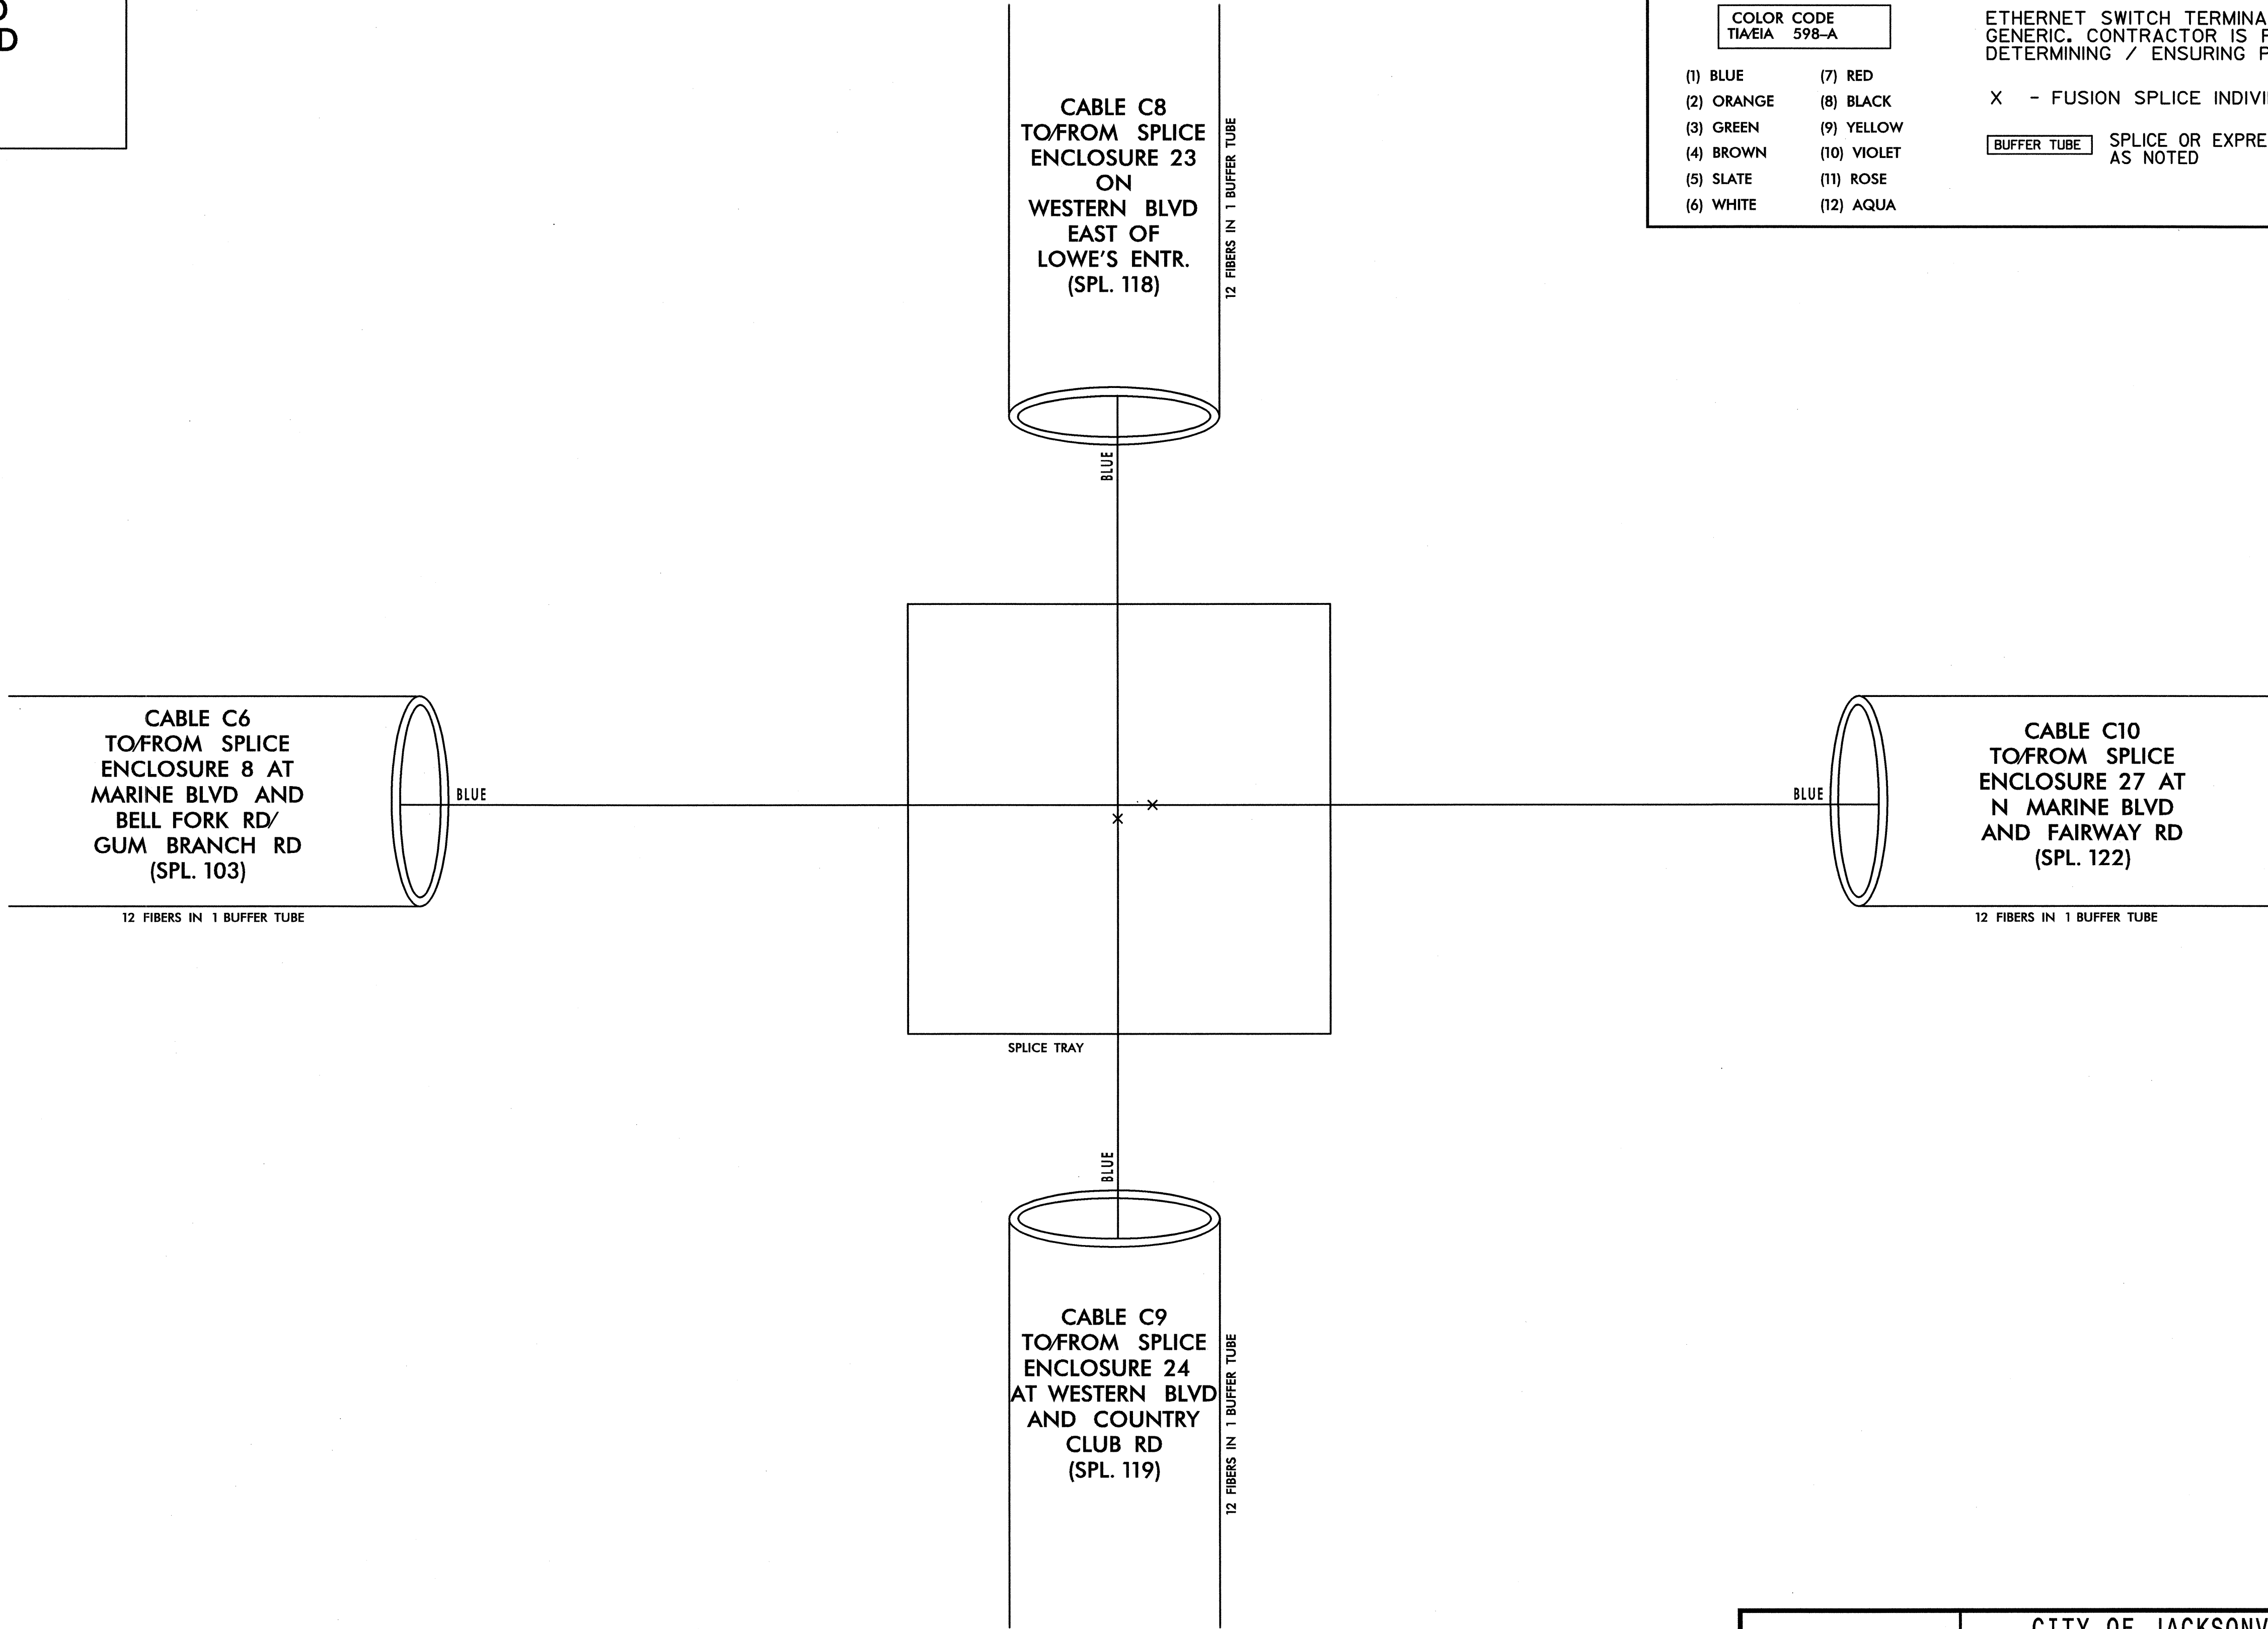 COLOR CODE
TIA/EIA 598-A
(1) BLUE
(2) ORANGE
(3) GREEN
(4) BROWN
(5) SLATE
(6) WHITE
(7) RED
(8) BLACK
(9) YELLOW
(10) VIOLET
(11) ROSE
(12) AQUA
ETHERNET SWITCH
GENERIC. CONTRACTOR IS
DETERMINING / ENSURING
X - FUSION SPLICE
BUFFER TUBE
SPLICE OR
AS NOTED
CABLE C8
TO/FROM SPLICE
ENCLOSURE 23
ON
WESTERN BLVD
EAST OF
LOWE'S ENTR.
(SPL. 118)
12 FIBERS IN 1 BUFFER TUBE
BLUE
CABLE C6
TO/FROM SPLICE
ENCLOSURE 8 AT
MARINE BLVD AND
BELL FORK RD/
GUM BRANCH RD
(SPL. 103)
12 FIBERS IN 1 BUFFER TUBE
BLUE
X
X
BLUE
CABLE C10
TO/FROM SPLICE
ENCLOSURE 27 AT
N MARINE BLVD
AND FAIRWAY RD
(SPL. 122)
12 FIBERS IN 1 BUFFER TUBE
SPLICE TRAY
BLUE
CABLE C9
TO/FROM SPLICE
ENCLOSURE 24
AT WESTERN BLVD
AND COUNTRY
CLUB RD
(SPL. 119)
12 FIBERS IN 1 BUFFER TUBE
CITY OF